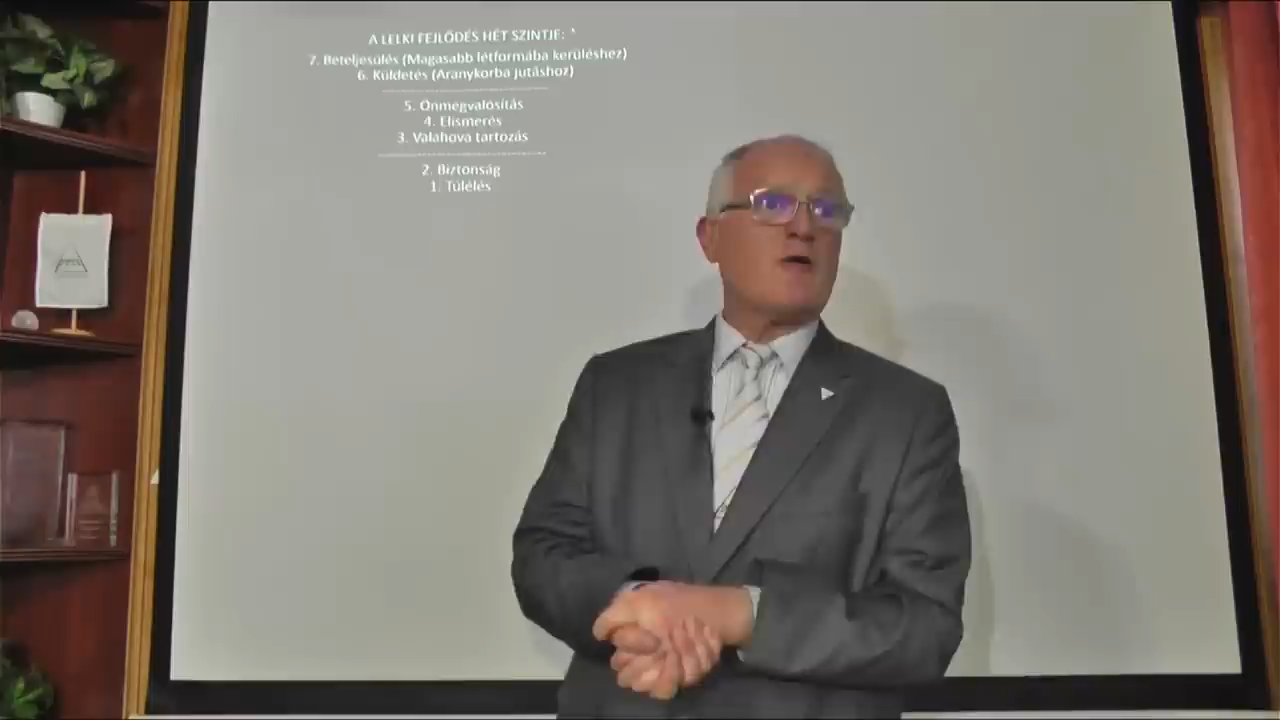 A LELKI FEJLŐDÉS HÉT SZINTJE:
7. Beteljesülés (Magasabb létformába kerüléshez)
6. Küldetés (Aranykorba jutáshoz)
5. Önmegvalósítás
4. Elismerés
3. Valahova tartozás
2. Biztonság
1. Túlélés